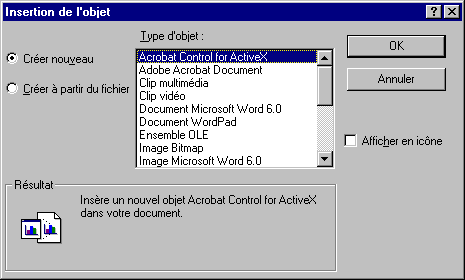 Insertion de l'objet
Type d'objet :
Créer nouveau
Créer à partir du fichier
Acrobat Control for ActiveX
Adobe Acrobat Document
Clip multimédia
Clip vidéo
Document Microsoft Word 6.0
Document WordPad
Ensemble OLE
Image Bitmap
Image Microsoft Word 6.0
OK
Annuler
Afficher en icône
Résultat
Insère un nouvel objet Acrobat Control for ActiveX
dans votre document.